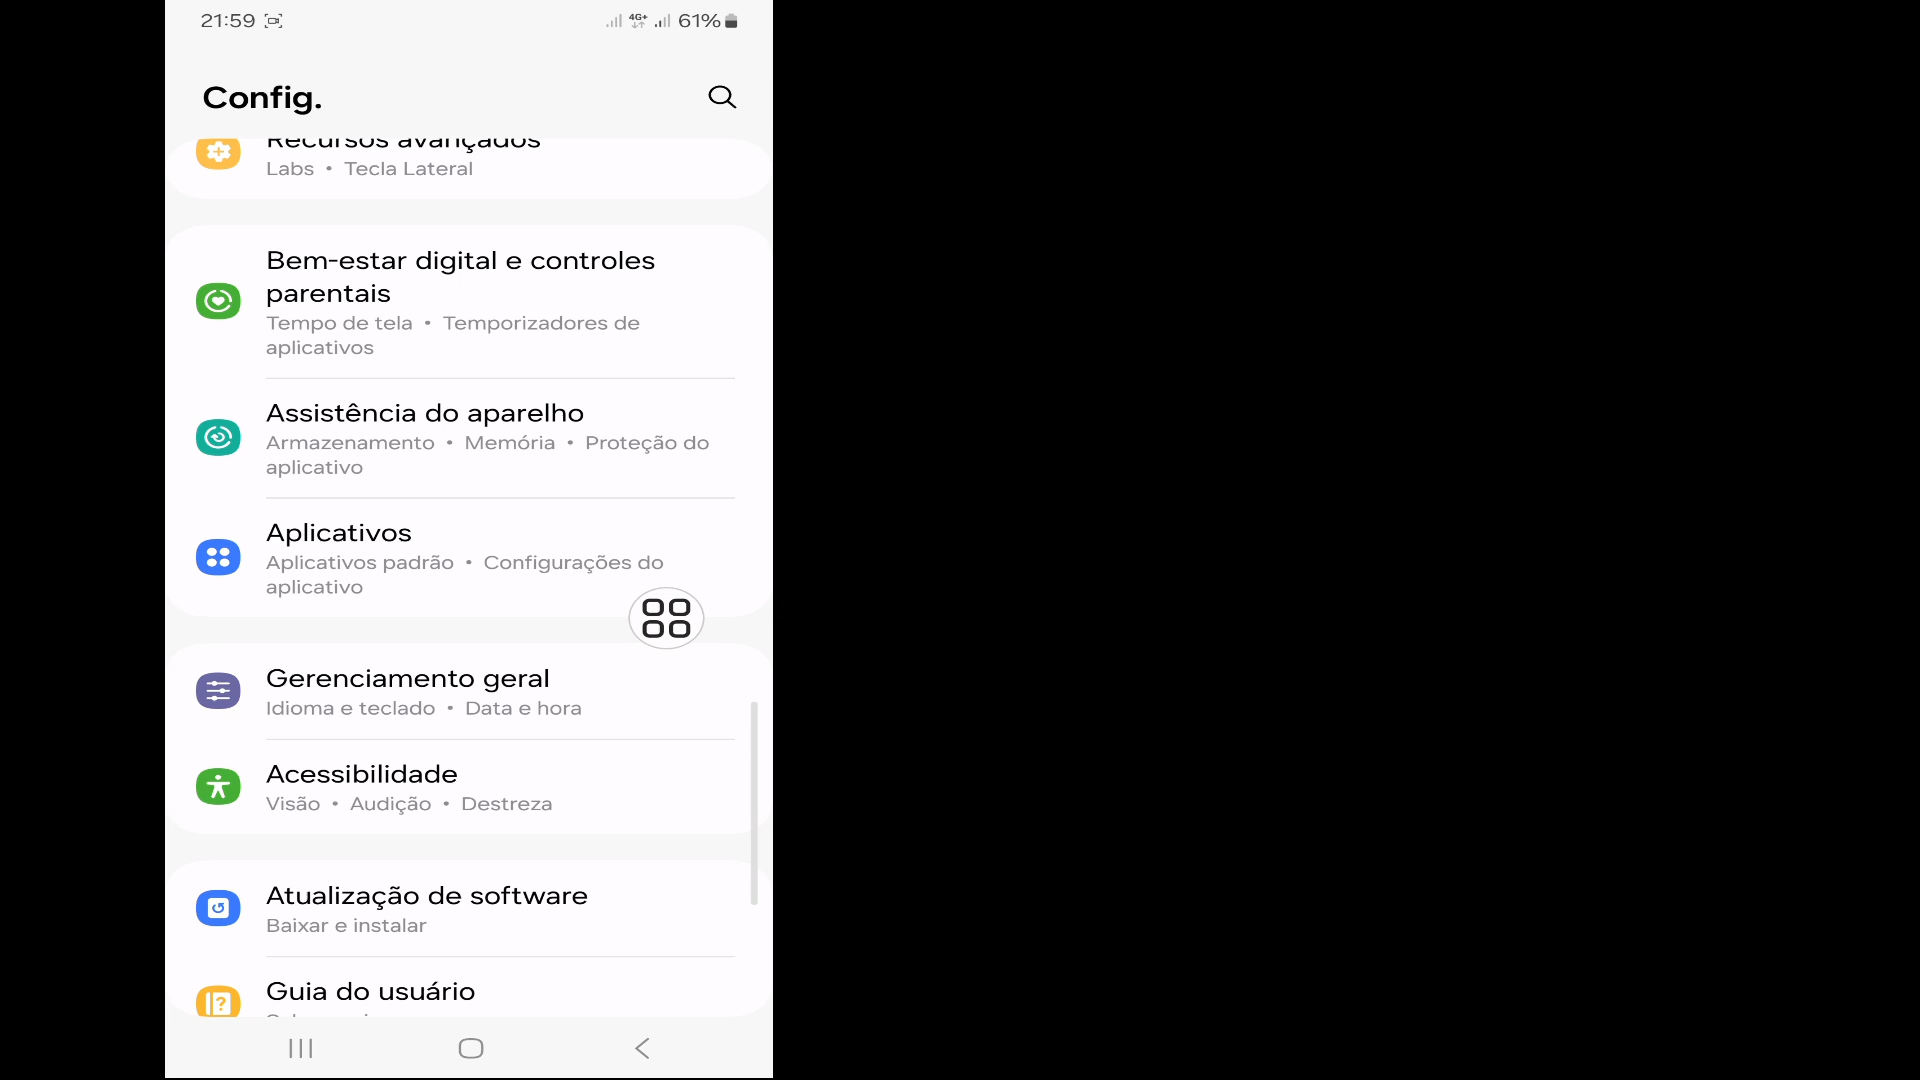 21:59 4G+ 61%
Config.
Recursos avançados
Labs • Tecla Lateral
Bem-estar digital e controles
parentais
Tempo de tela • Temporizadores de
aplicativos
Assistência do aparelho
Armazenamento • Memória • Proteção do
aplicativo
Aplicativos
Aplicativos padrão • Configurações do
aplicativo
Gerenciamento geral
Idioma e teclado • Data e hora
Acessibilidade
Visão • Audição • Destreza
Atualização de software
Baixar e instalar
Guia do usuário